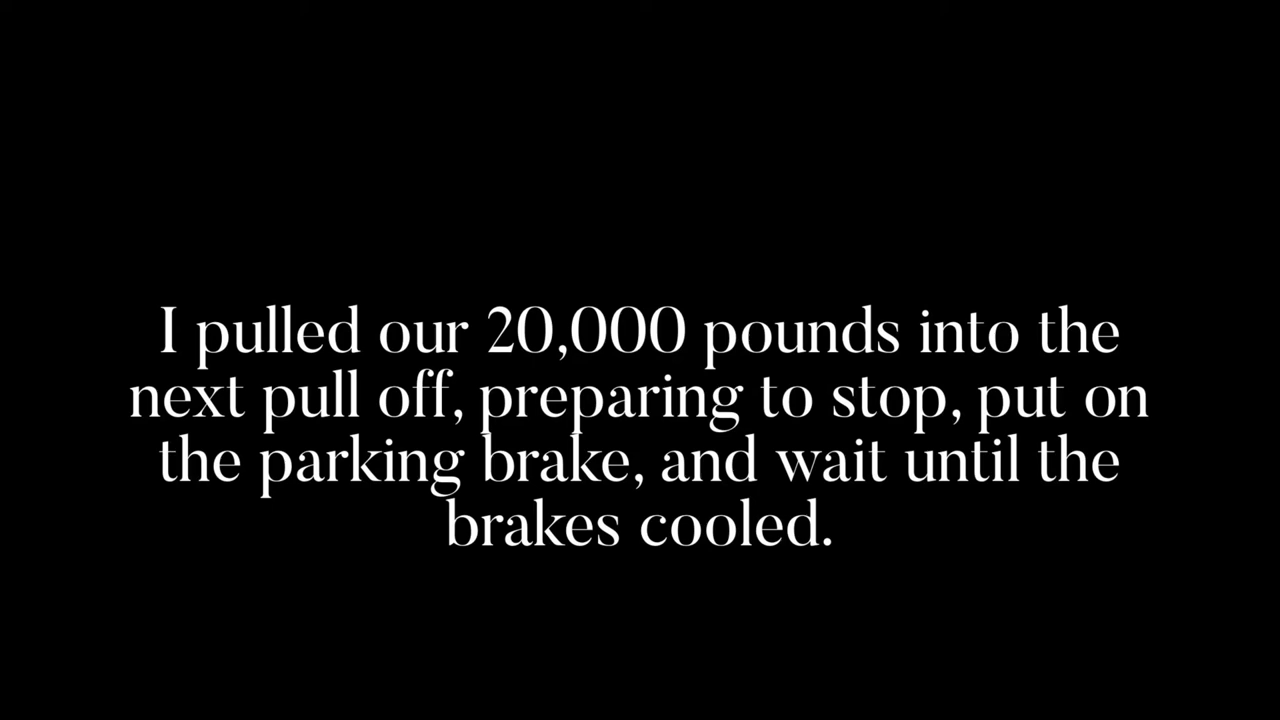 I pulled our 20,000 pounds into the
next pull off, preparing to stop, put on
the parking brake, and wait until the
brakes cooled.